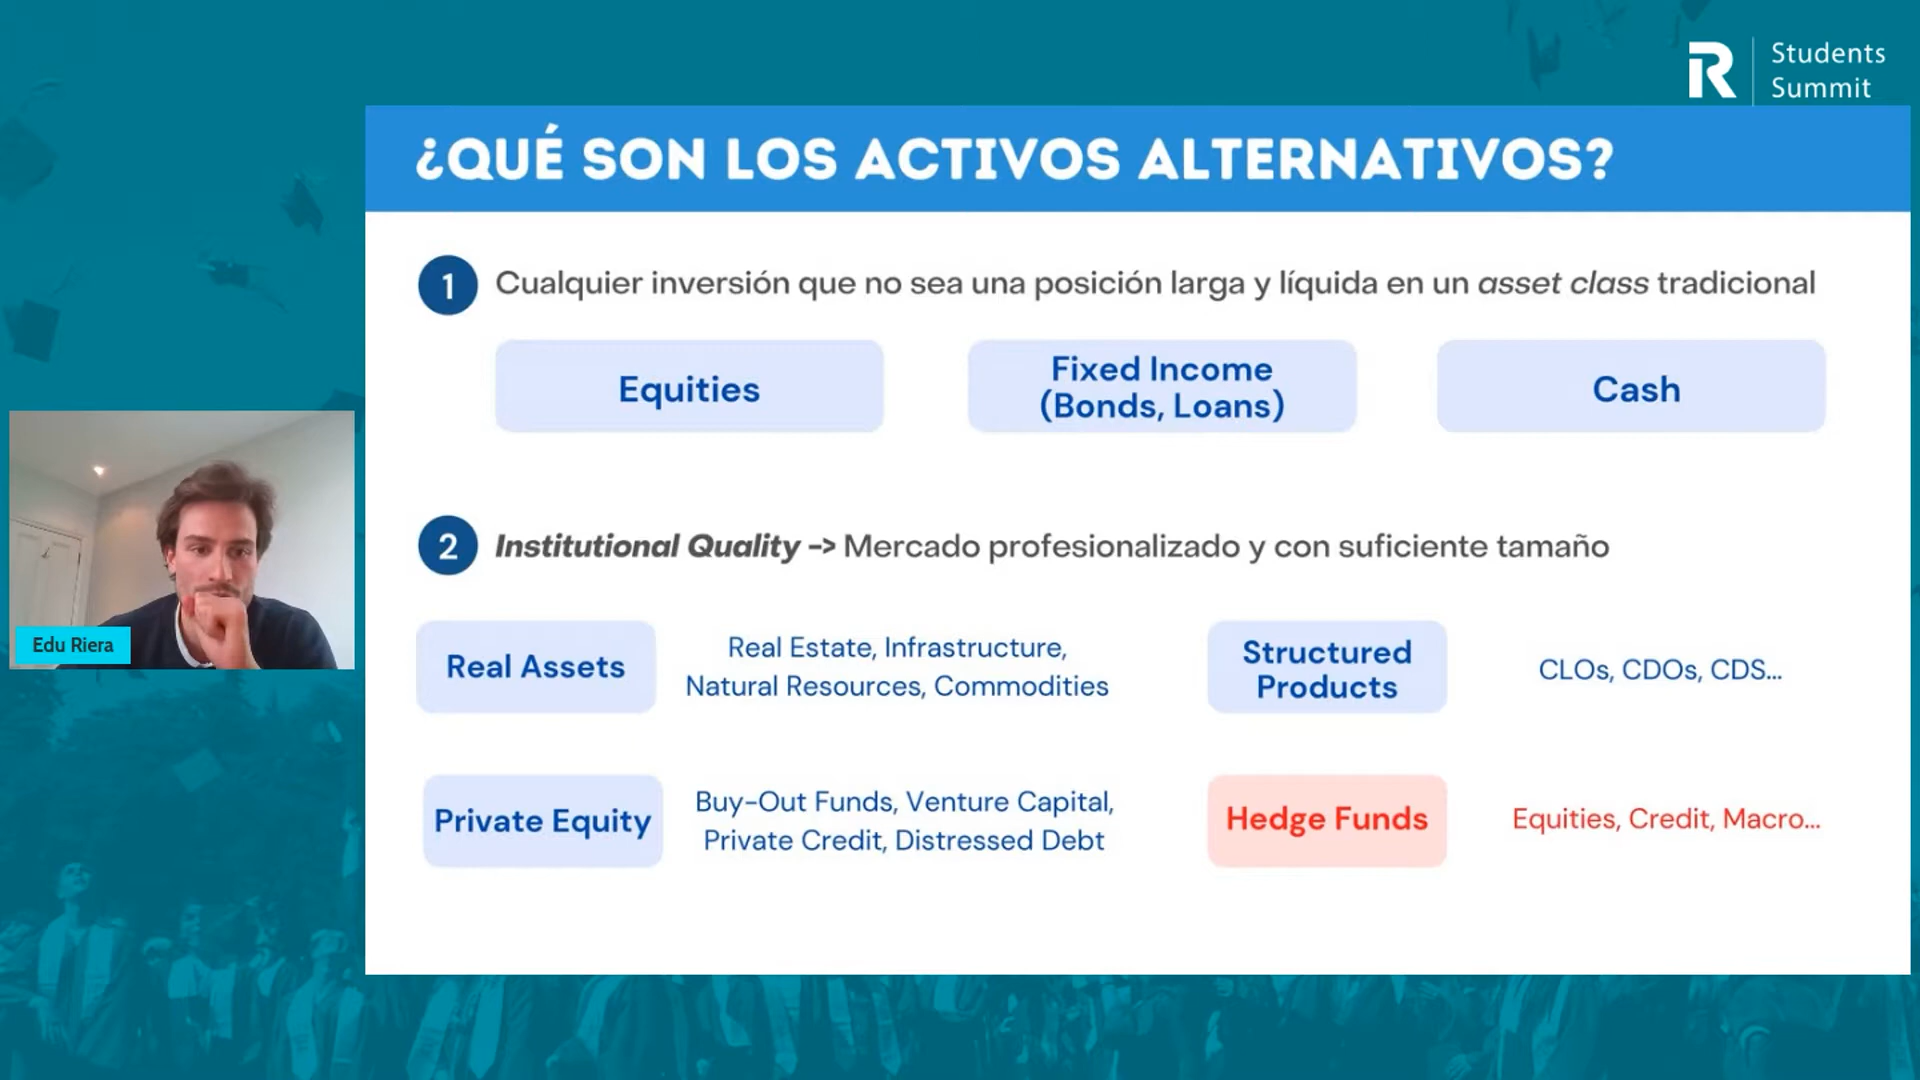 Students
Summit
¿QUÉ SON LOS ACTIVOS ALTERNATIVOS?
1 Cualquier inversión que no sea una posición larga y líquida en un asset class tradicional
Equities
Fixed Income
(Bonds, Loans)
Cash
2 Institutional Quality -> Mercado profesionalizado y con suficiente tamaño
Real Assets
Real Estate, Infrastructure,
Natural Resources, Commodities
Structured
Products
CLOs, CDOs, CDS...
Private Equity
Buy-Out Funds, Venture Capital,
Private Credit, Distressed Debt
Hedge Funds
Equities, Credit, Macro...
Edu Riera